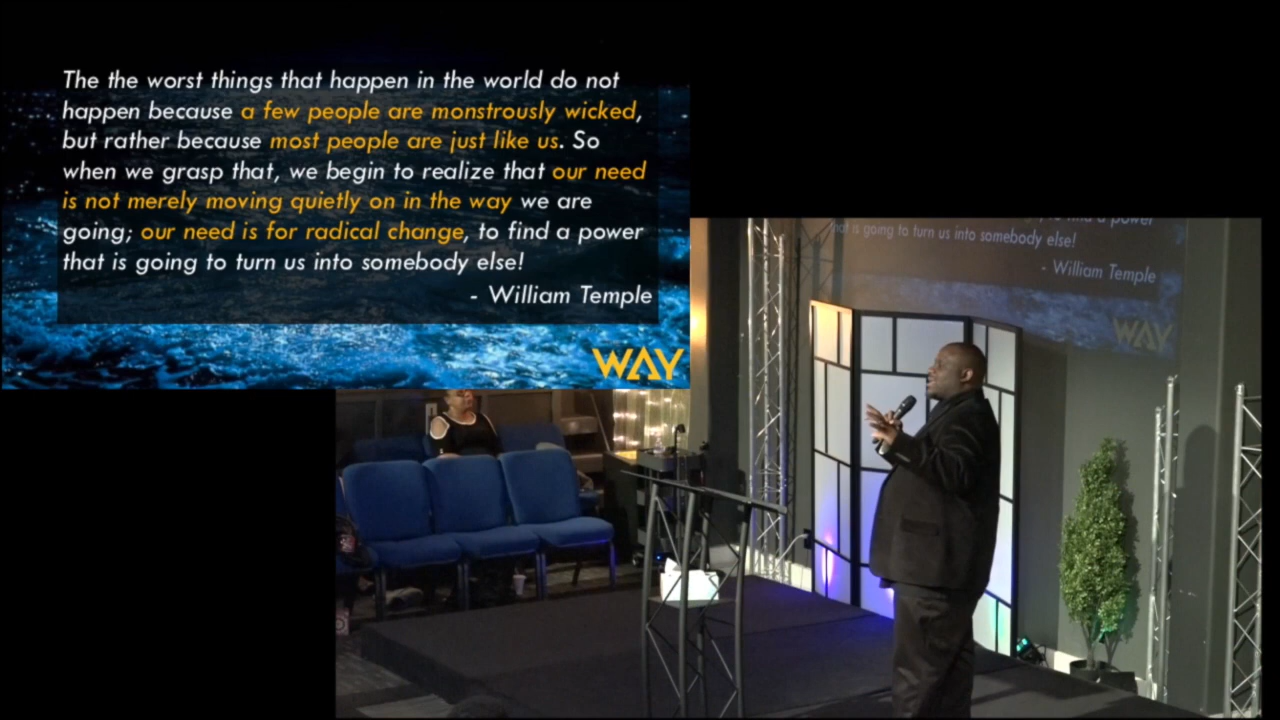 The the worst things that happen in the world do not
happen because a few people are monstrously wicked,
but rather because most people are just like us. So
when we grasp that, we begin to realize that our need
is not merely moving quietly on in the way we are
going; our need is for radical change, to find a power
that is going to turn us into somebody else!
- William Temple
WAY
to find a power
that is going to turn us into somebody else!
- William Temple
WAY